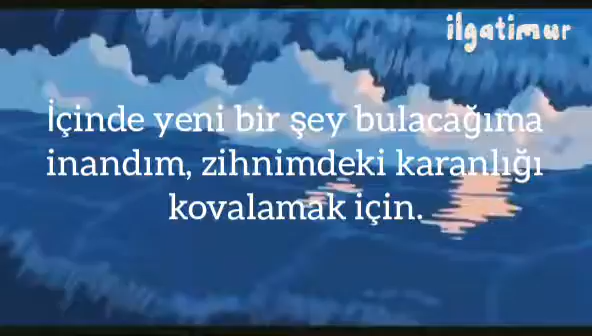 ilgatimur
İçinde yeni bir şey bulacağıma
inandım, zihnimdeki karanlığı
kovalamak için.